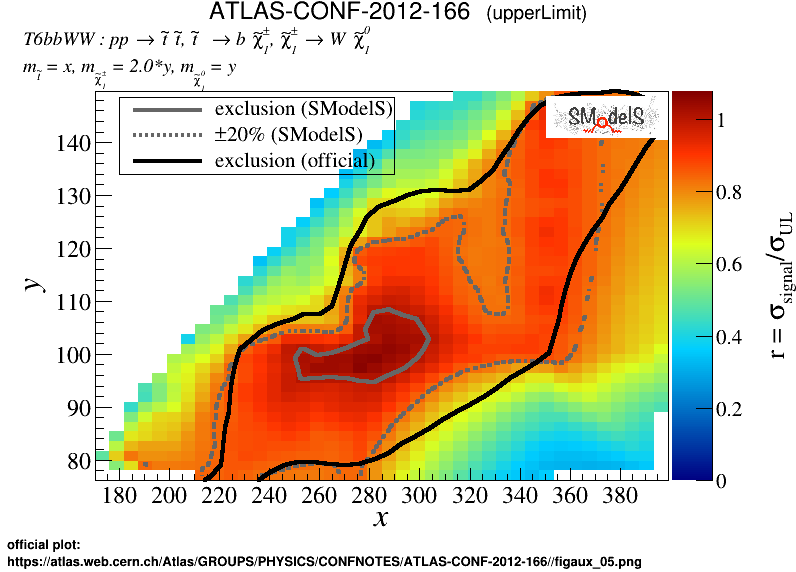 ATLAS-CONF-2012-166 (upperLimit)
T6bbWW : pp → t̃ t̃, t̃ → b χ̃₁±, χ̃₁± → W χ̃₁⁰
m_t̃ = x, m_χ̃₁± = 2.0*y, m_χ̃₁⁰ = y
exclusion (SModelS)
±20% (SModelS)
exclusion (official)
SModelS
140
130
120
110
100
90
80
y
180 200 220 240 260 280 300 320 340 360 380
x
1
0.8
0.6
0.4
0.2
0
r = σ_signal/σ_UL
official plot:
https://atlas.web.cern.ch/Atlas/GROUPS/PHYSICS/CONFNOTES/ATLAS-CONF-2012-166//figaux_05.png